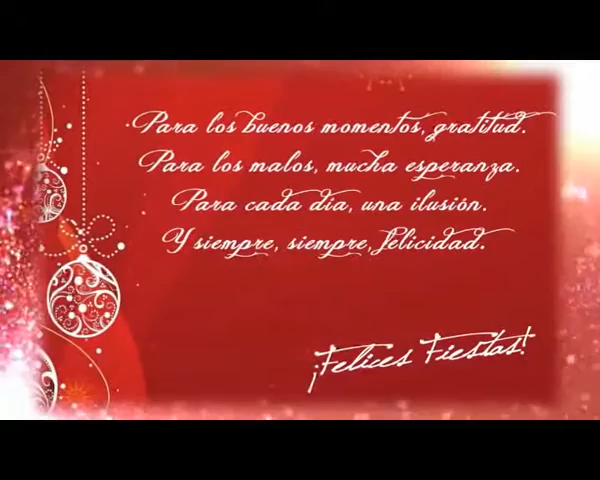 Para los buenos momentos, gratitud.
Para los malos, mucha esperanza.
Para cada día, una ilusión.
Y siempre, siempre, felicidad.
¡Felices Fiestas!